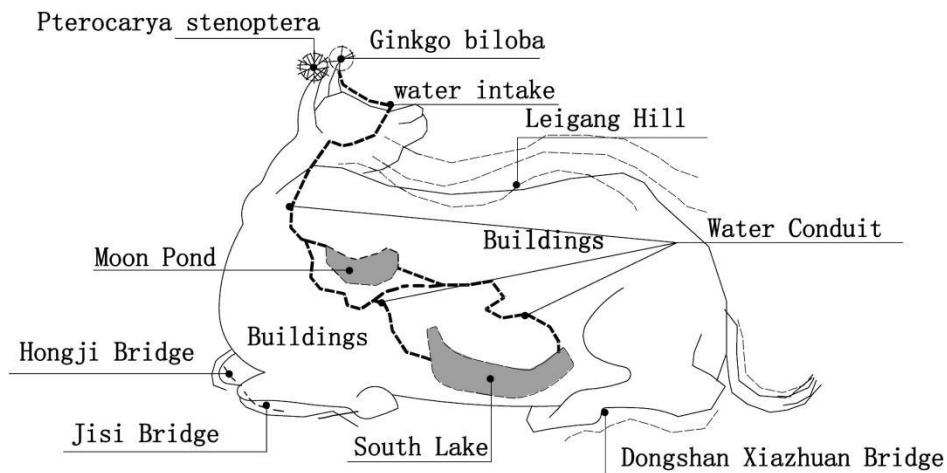 Pterocarya stenoptera
Ginkgo biloba
water intake
Leigang Hill
Water Conduit
Buildings
Moon Pond
Buildings
Hongji Bridge
Jisi Bridge
South Lake
Dongshan Xiazhuan Bridge